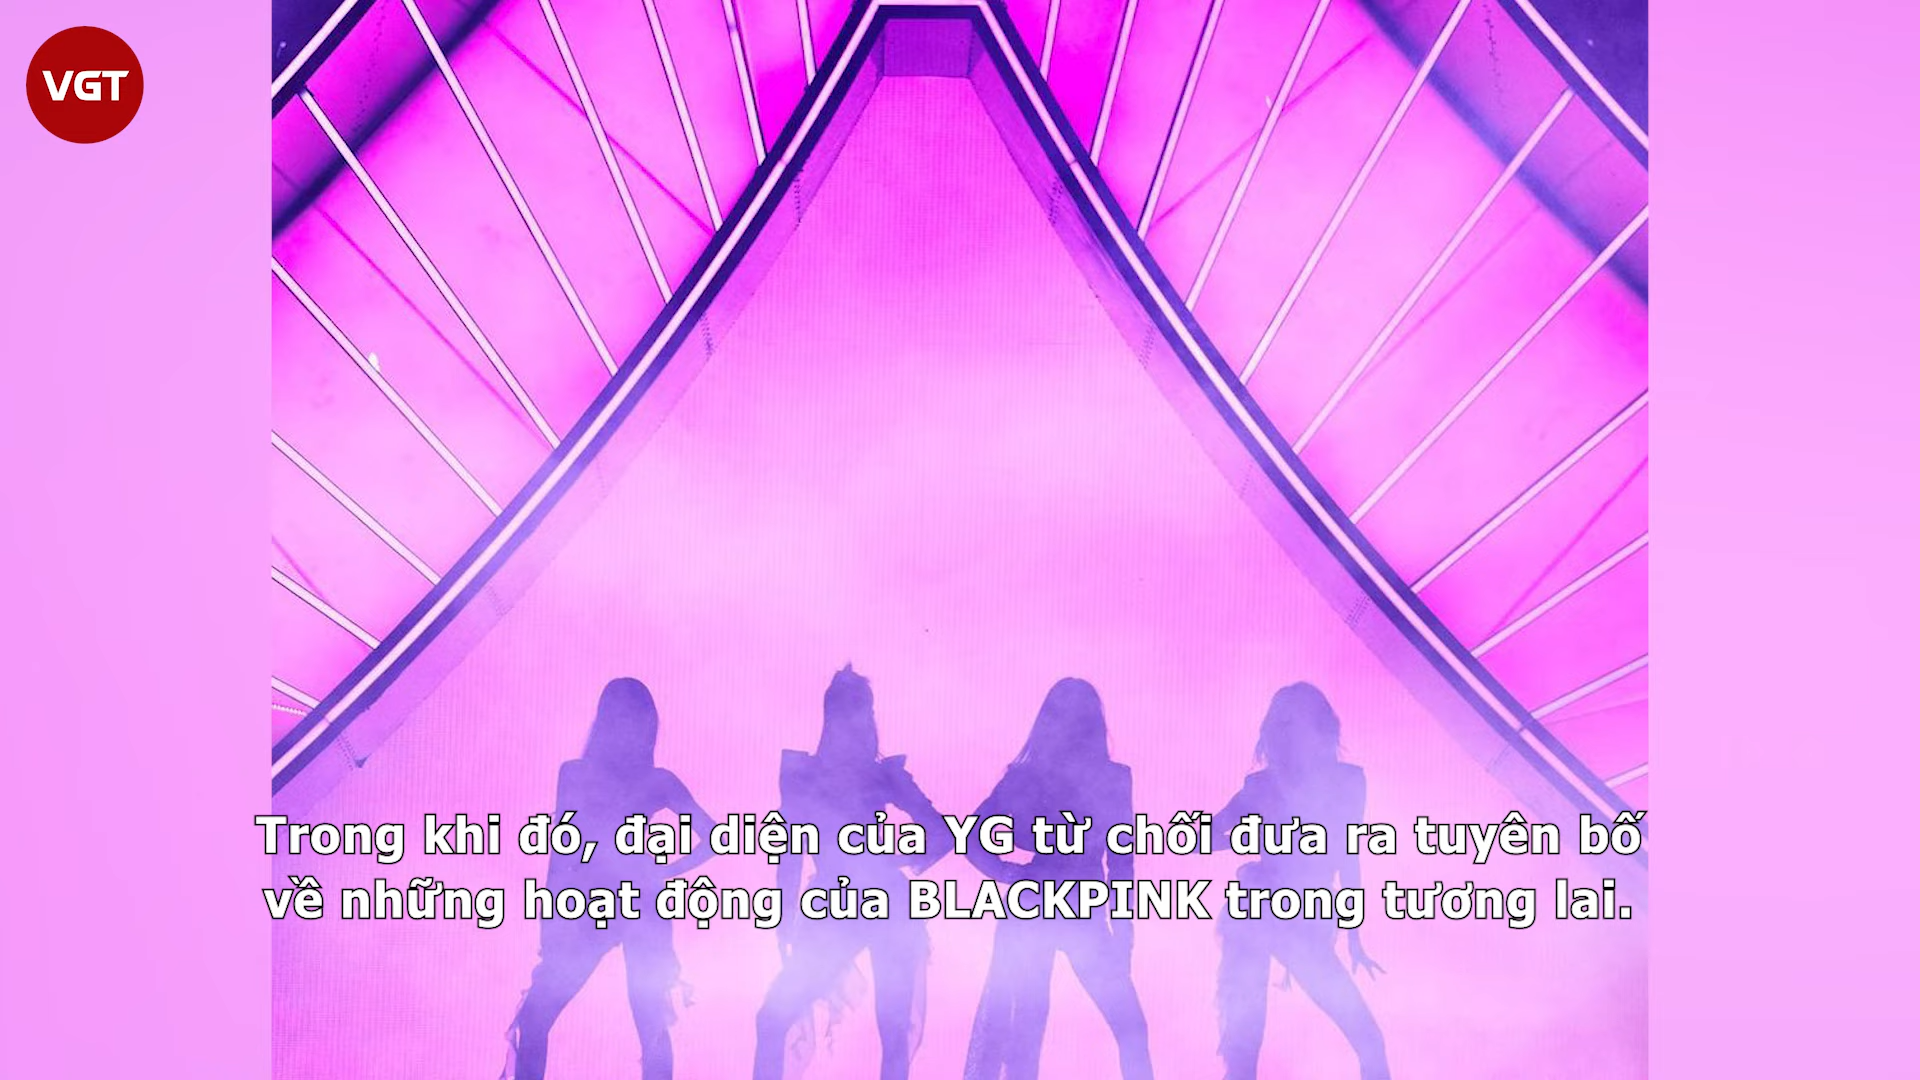 VGT
Trong khi đó, đại diện của YG từ chối đưa ra tuyên bố
về những hoạt động của BLACKPINK trong tương lai.